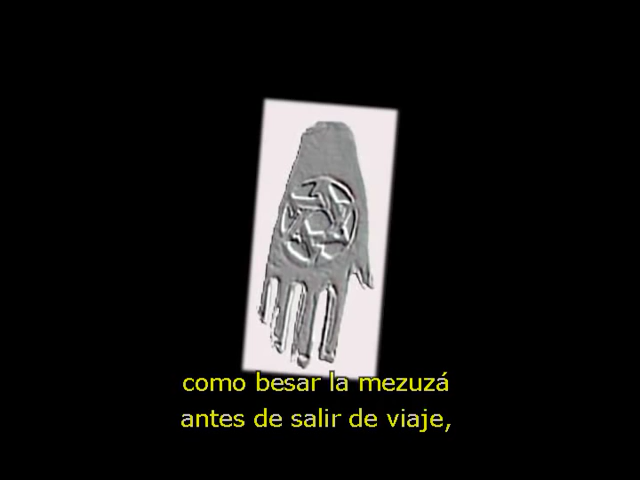 como besar la mezuzá
antes de salir de viaje,